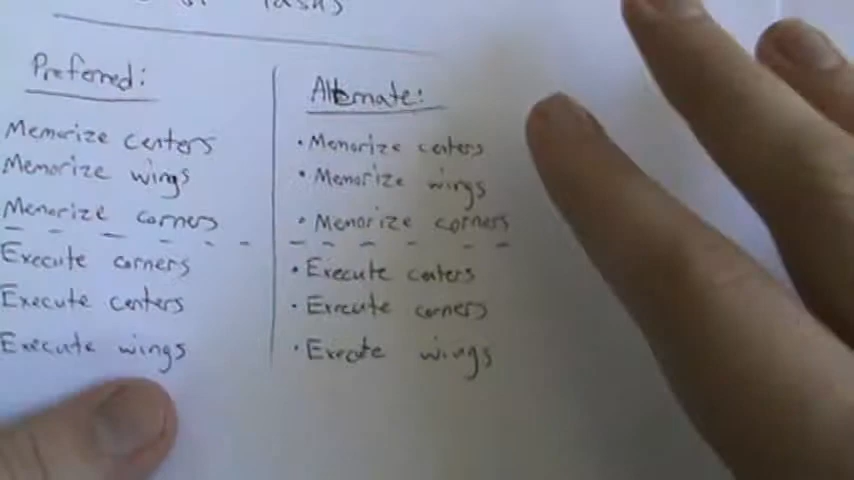 Tasks
Preferred:
Memorize centers
Memorize wings
Memorize corners
Execute corners
Execute centers
Execute wings
Alternate:
• Memorize centers
• Memorize wings
• Memorize corners
• Execute centers
• Execute corners
• Execute wings